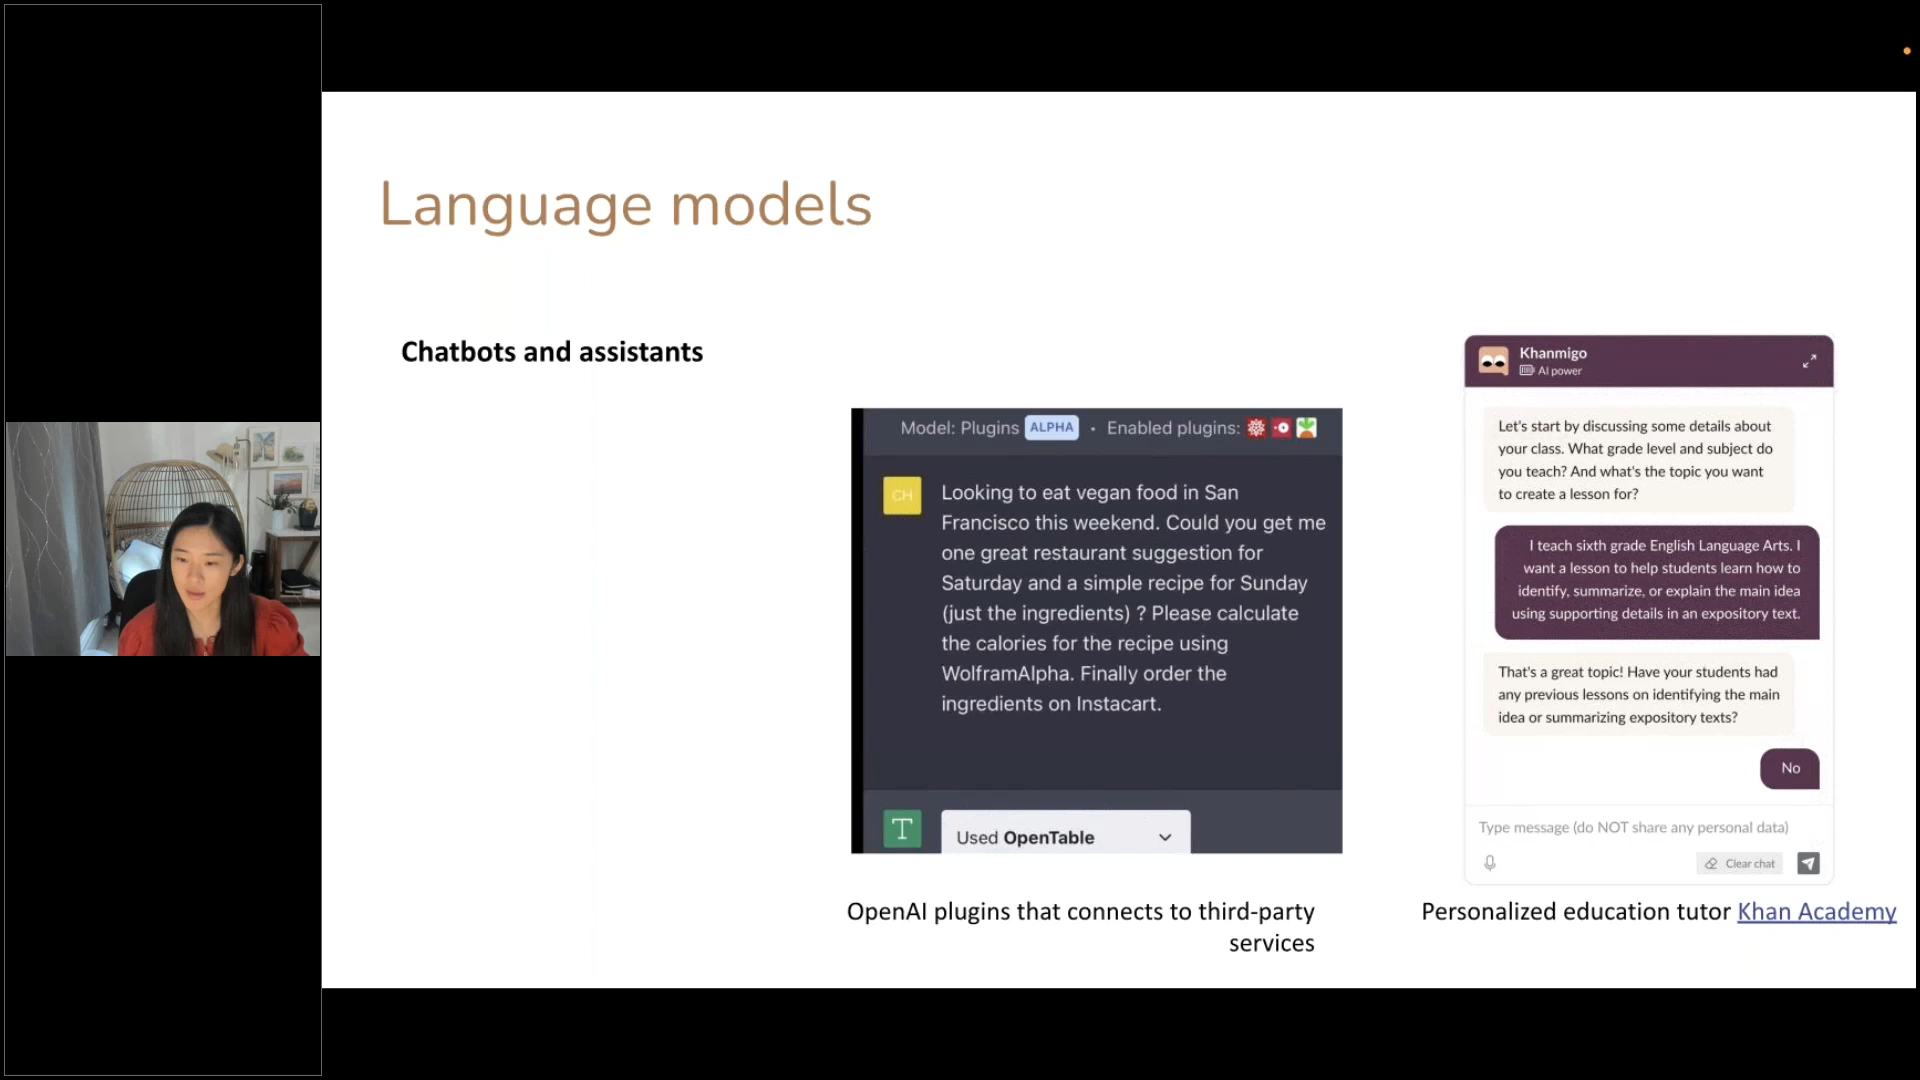 Language models
Chatbots and assistants
Model: Plugins ALPHA · Enabled plugins:
CH
Looking to eat vegan food in San
Francisco this weekend. Could you get me
one great restaurant suggestion for
Saturday and a simple recipe for Sunday
(just the ingredients) ? Please calculate
the calories for the recipe using
WolframAlpha. Finally order the
ingredients on Instacart.
T
Used OpenTable
OpenAI plugins that connects to third-party
services
Khanmigo
AI power
Let's start by discussing some details about
your class. What grade level and subject do
you teach? And what's the topic you want
to create a lesson for?
I teach sixth grade English Language Arts. I
want a lesson to help students learn how to
identify, summarize, or explain the main idea
using supporting details in an expository text.
That's a great topic! Have your students had
any previous lessons on identifying the main
idea or summarizing expository texts?
No
Type message (do NOT share any personal data)
Clear chat
Personalized education tutor Khan Academy